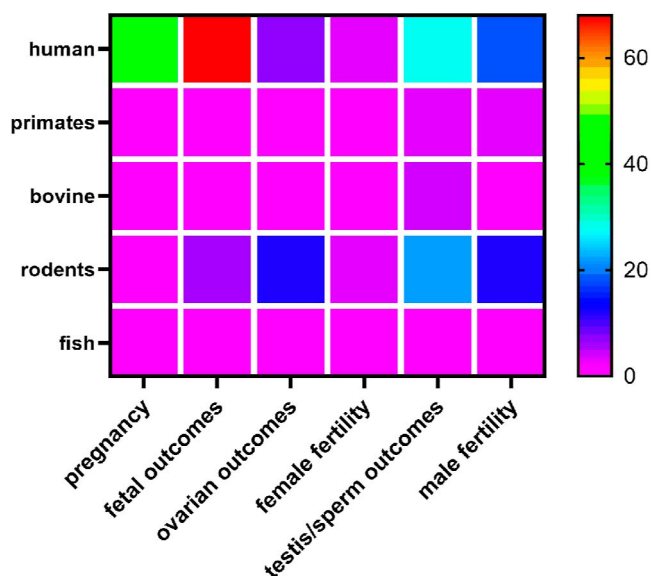 human
primates
bovine
rodents
fish
pregnancy
fetal outcomes
ovarian outcomes
female fertility
testis/sperm outcomes
male fertility
60
40
20
0